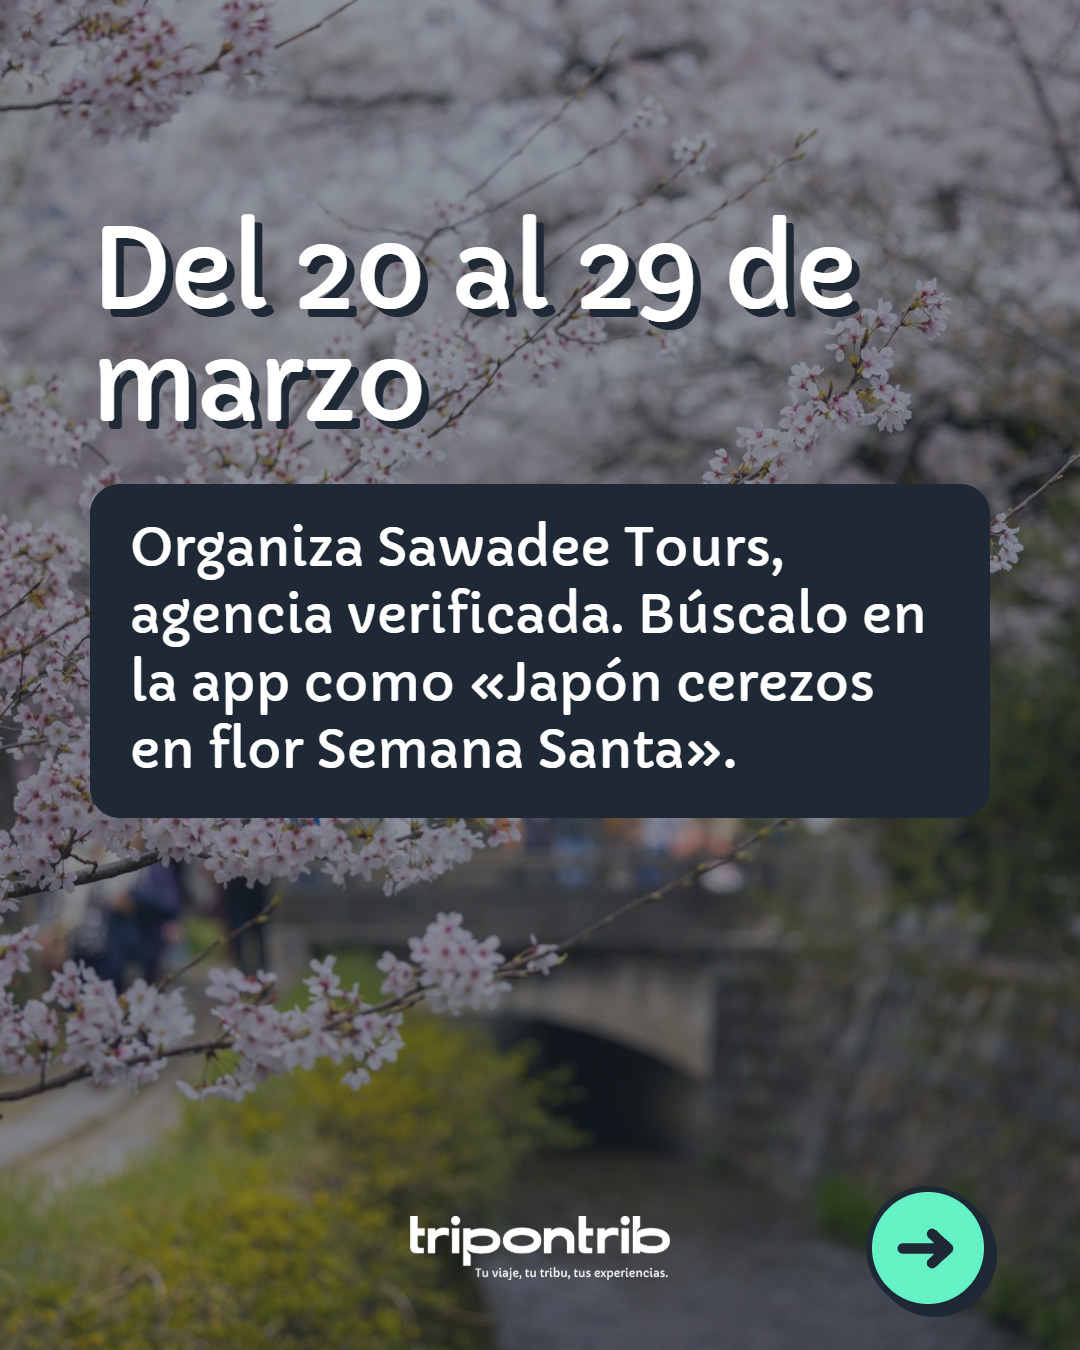 Del 20 al 29 de
marzo
Organiza Sawadee Tours,
agencia verificada. Búscalo en
la app como «Japón cerezos
en flor Semana Santa».
tripontrib
Tu viaje, tu tribu, tus experiencias.